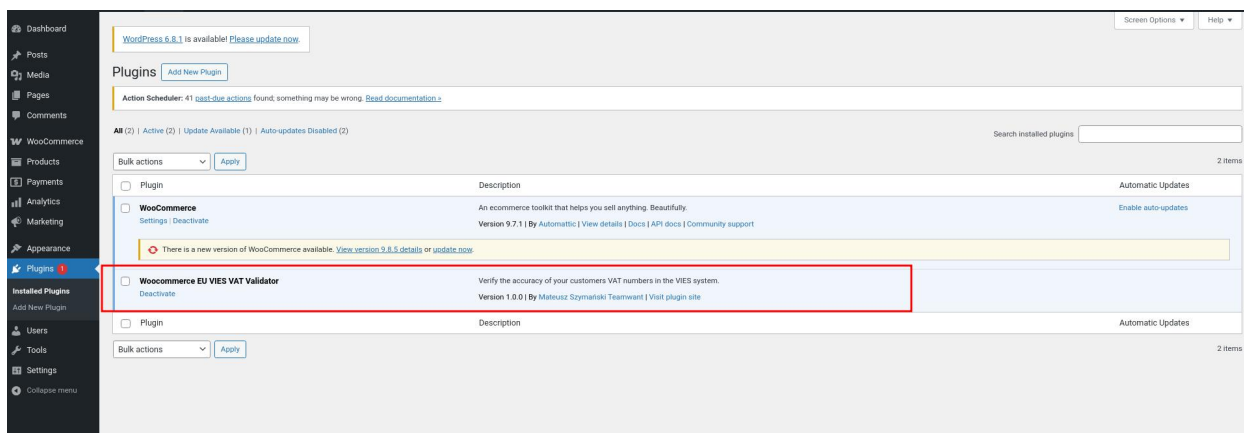 Screen Options ▼
Help ▼
Dashboard
Posts
Media
Pages
Comments
WooCommerce
Products
Payments
Analytics
Marketing
Appearance
Plugins 1
Installed Plugins
Add New Plugin
Users
Tools
Settings
Collapse menu
WordPress 6.8.1 is available! Please update now.
Plugins Add New Plugin
Action Scheduler: 41 past-due actions found; something may be wrong. Read documentation »
All (2) | Active (2) | Update Available (1) | Auto-updates Disabled (2)
Search installed plugins
Bulk actions Apply
2 items
Plugin Description Automatic Updates
WooCommerce An ecommerce toolkit that helps you sell anything. Beautifully. Enable auto-updates
Settings | Deactivate
Version 9.7.1 | By Automattic | View details | Docs | API docs | Community support
There is a new version of WooCommerce available. View version 9.8.5 details or update now.
Woocommerce EU VIES VAT Validator Verify the accuracy of your customers VAT numbers in the VIES system.
Deactivate
Version 1.0.0 | By Mateusz Szymański Teamwant | Visit plugin site
Plugin Description Automatic Updates
Bulk actions Apply
2 items